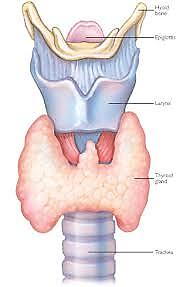 Hyoid
bone
Epiglottis
Larynx
Thyroid
gland
Trachea